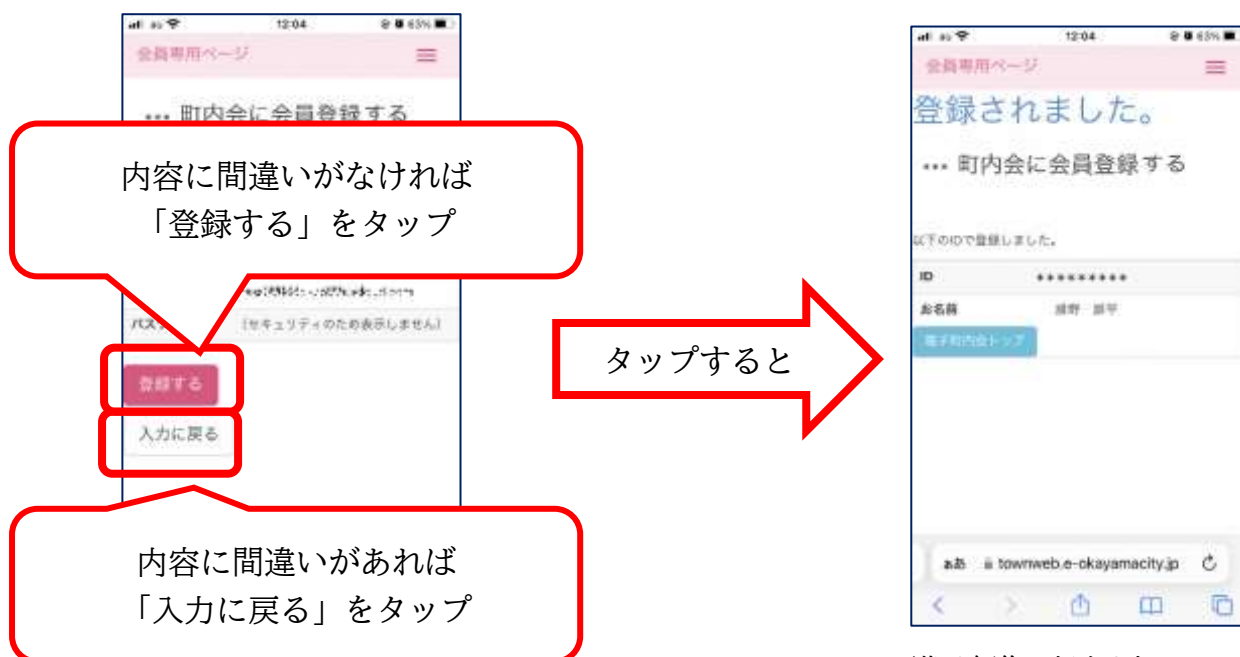 12:04
63%
会員専用ページ
… 町内会に会員登録する
内容に間違いがなければ
「登録する」をタップ
(セキュリティのため表示しません)
登録する
入力に戻る
内容に間違いがあれば
「入力に戻る」をタップ
タップすると
12:04
63%
会員専用ページ
登録されました。
… 町内会に会員登録する
以下のIDで登録しました。
ID *********
お名前
電子町内会トップ
ぁあ townweb.e-okayamacity.jp